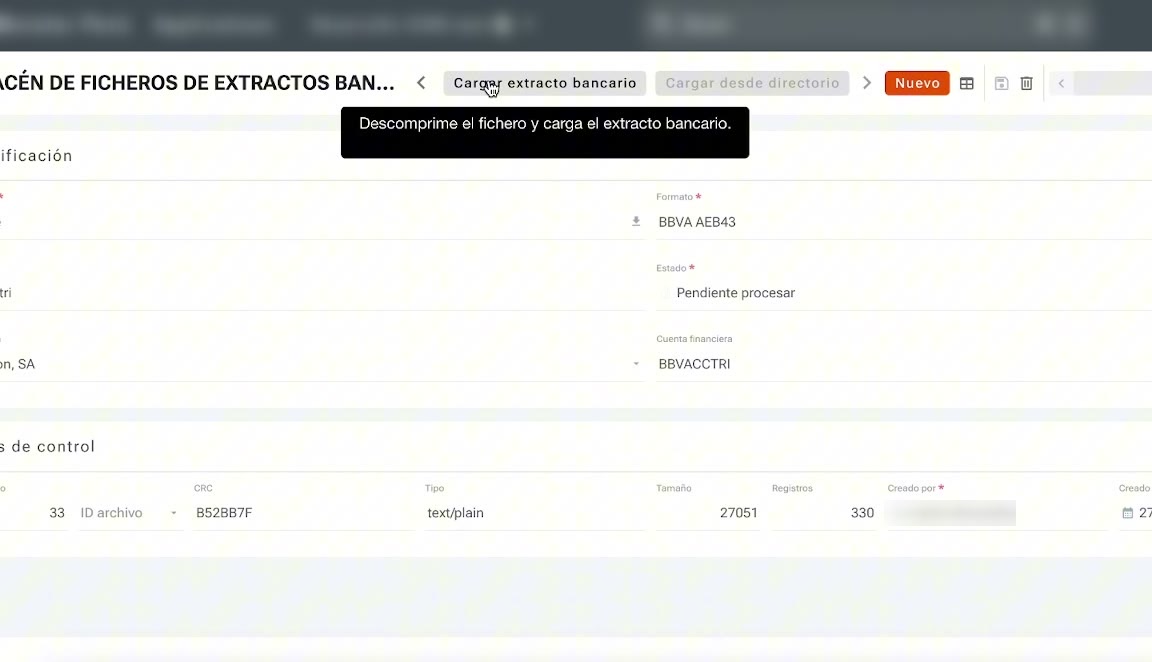 ACÉN DE FICHEROS DE EXTRACTOS BAN... Cargar extracto bancario Cargar desde directorio Nuevo
Descomprime el fichero y carga el extracto bancario.
ificación
* Formato *
BBVA AEB43
Estado *
tri Pendiente procesar
Cuenta financiera
on, SA BBVACCTRI
s de control
o CRC Tipo Tamaño Registros Creado por * Creado
33 ID archivo B52BB7F text/plain 27051 330 27